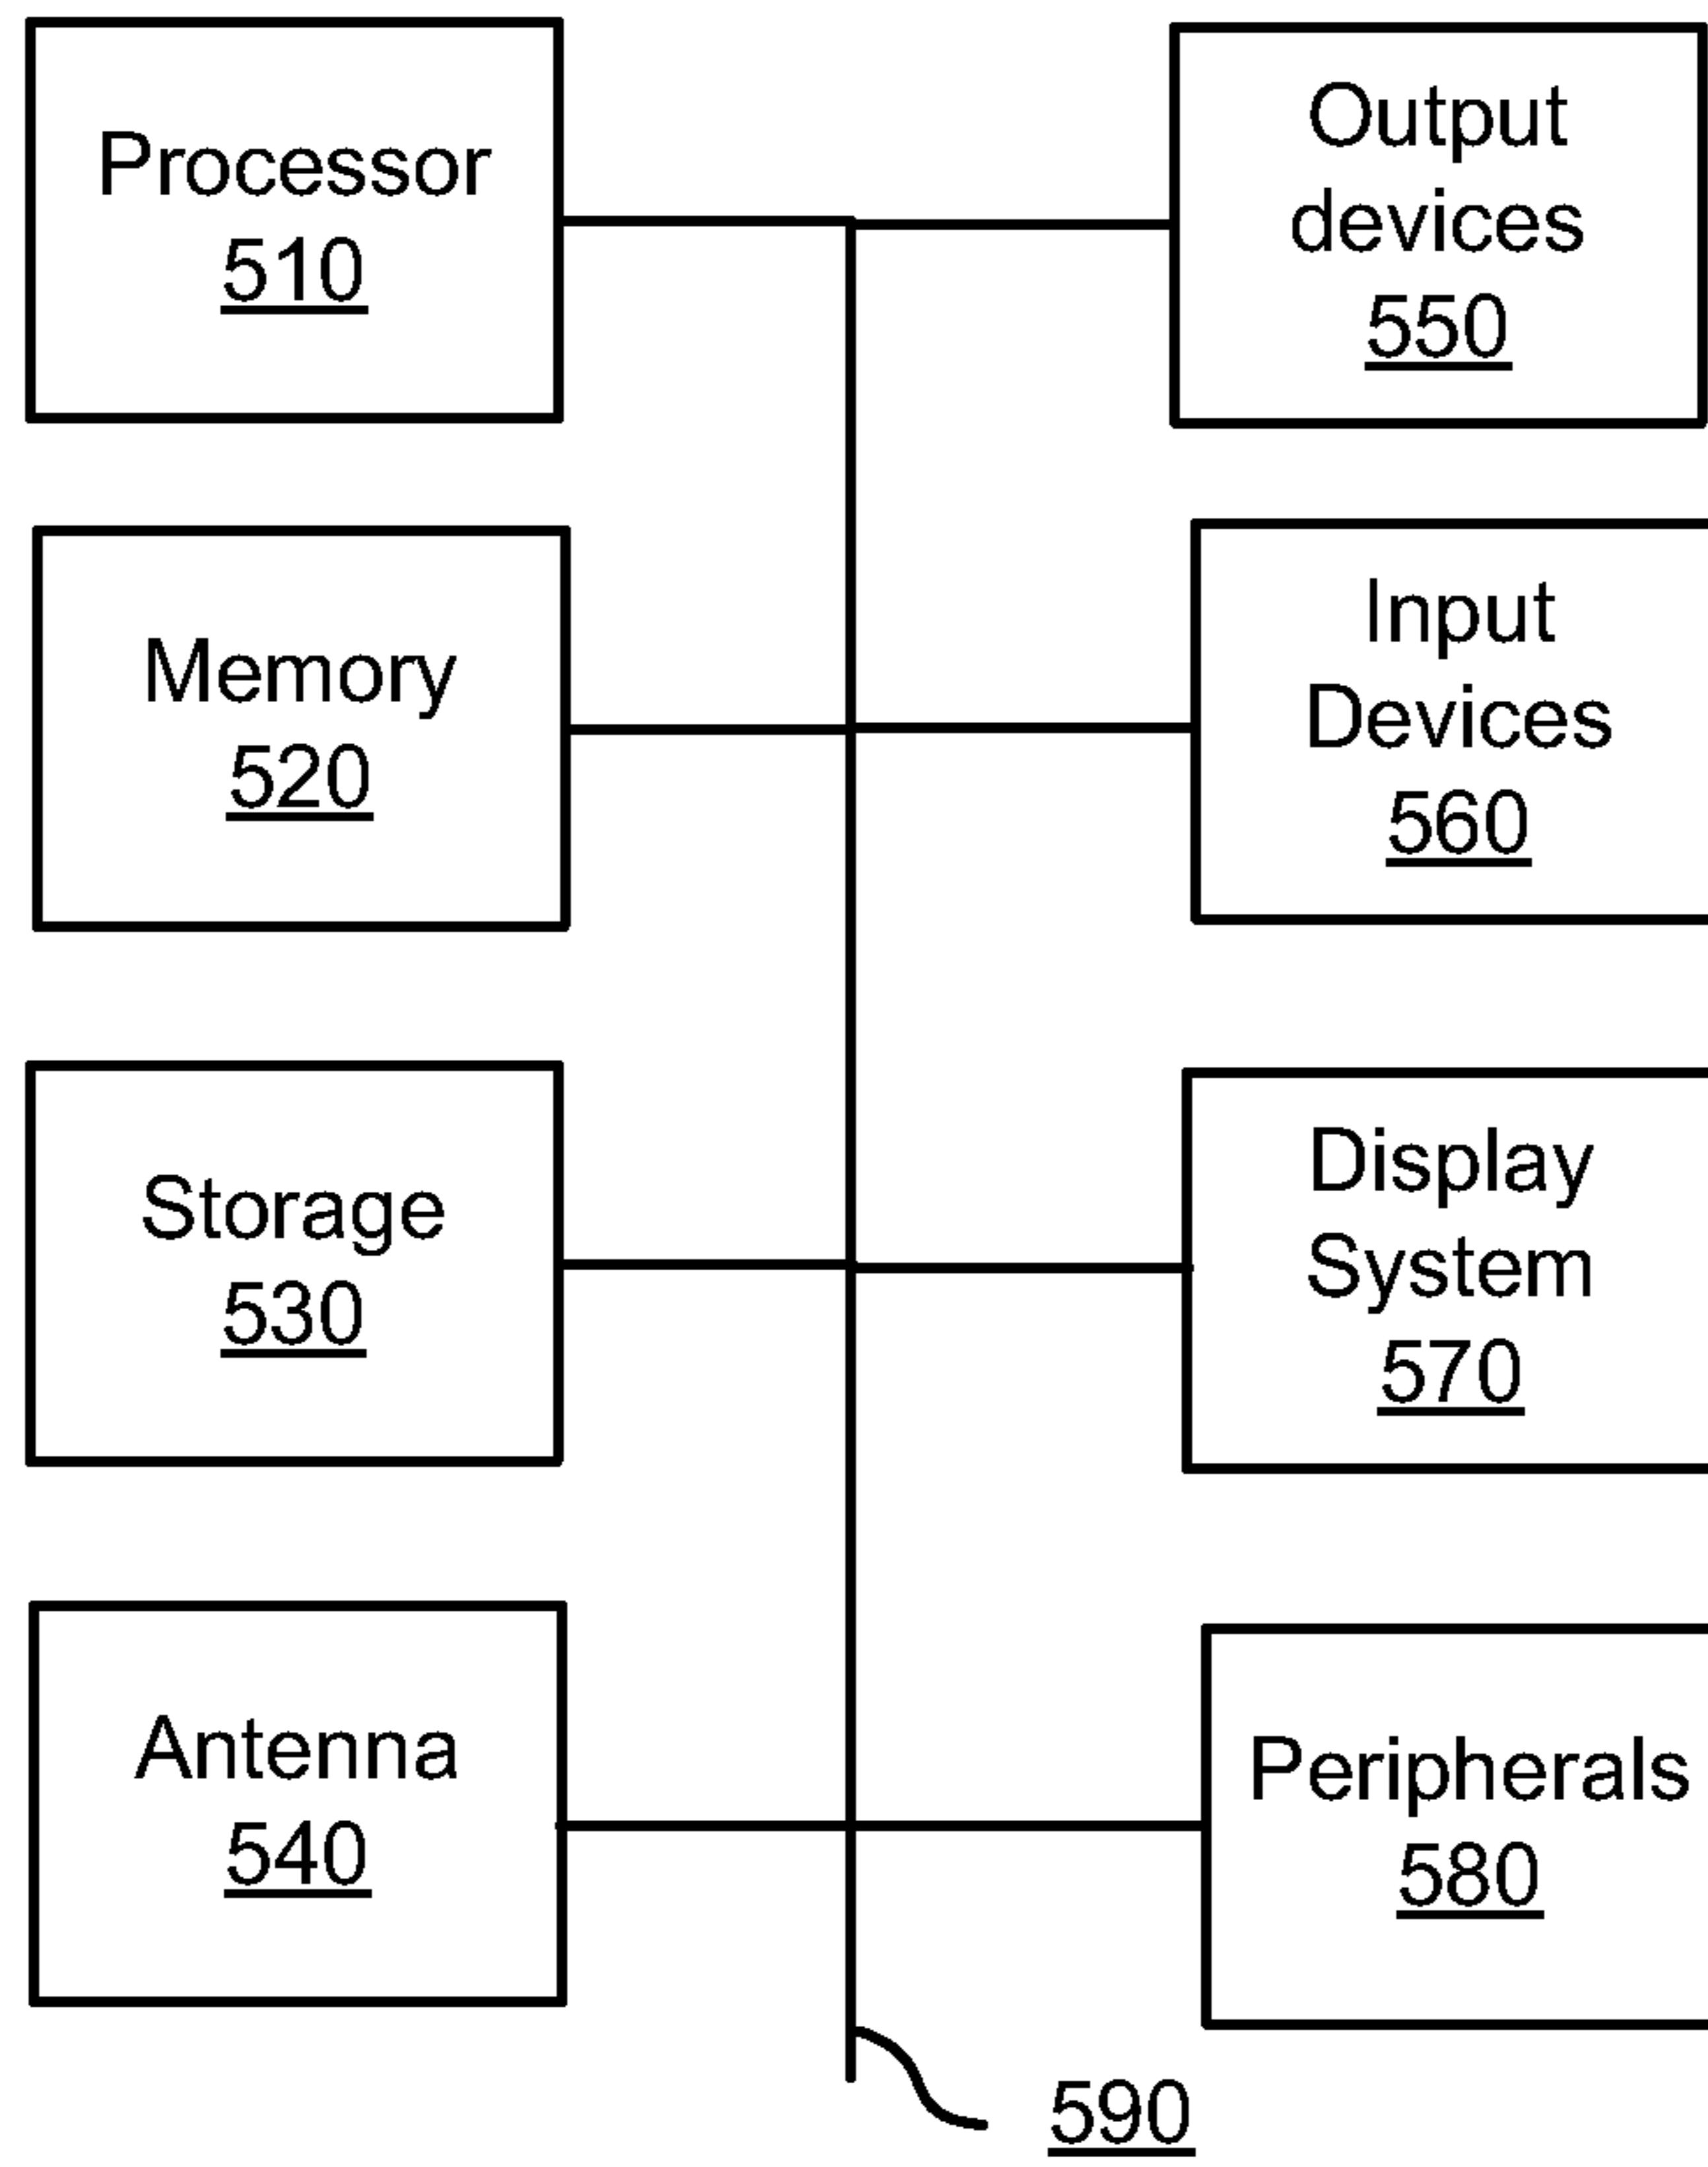 Processor
510
Output
devices
550
Memory
520
Input
Devices
560
Storage
530
Display
System
570
Antenna
540
Peripherals
580
590